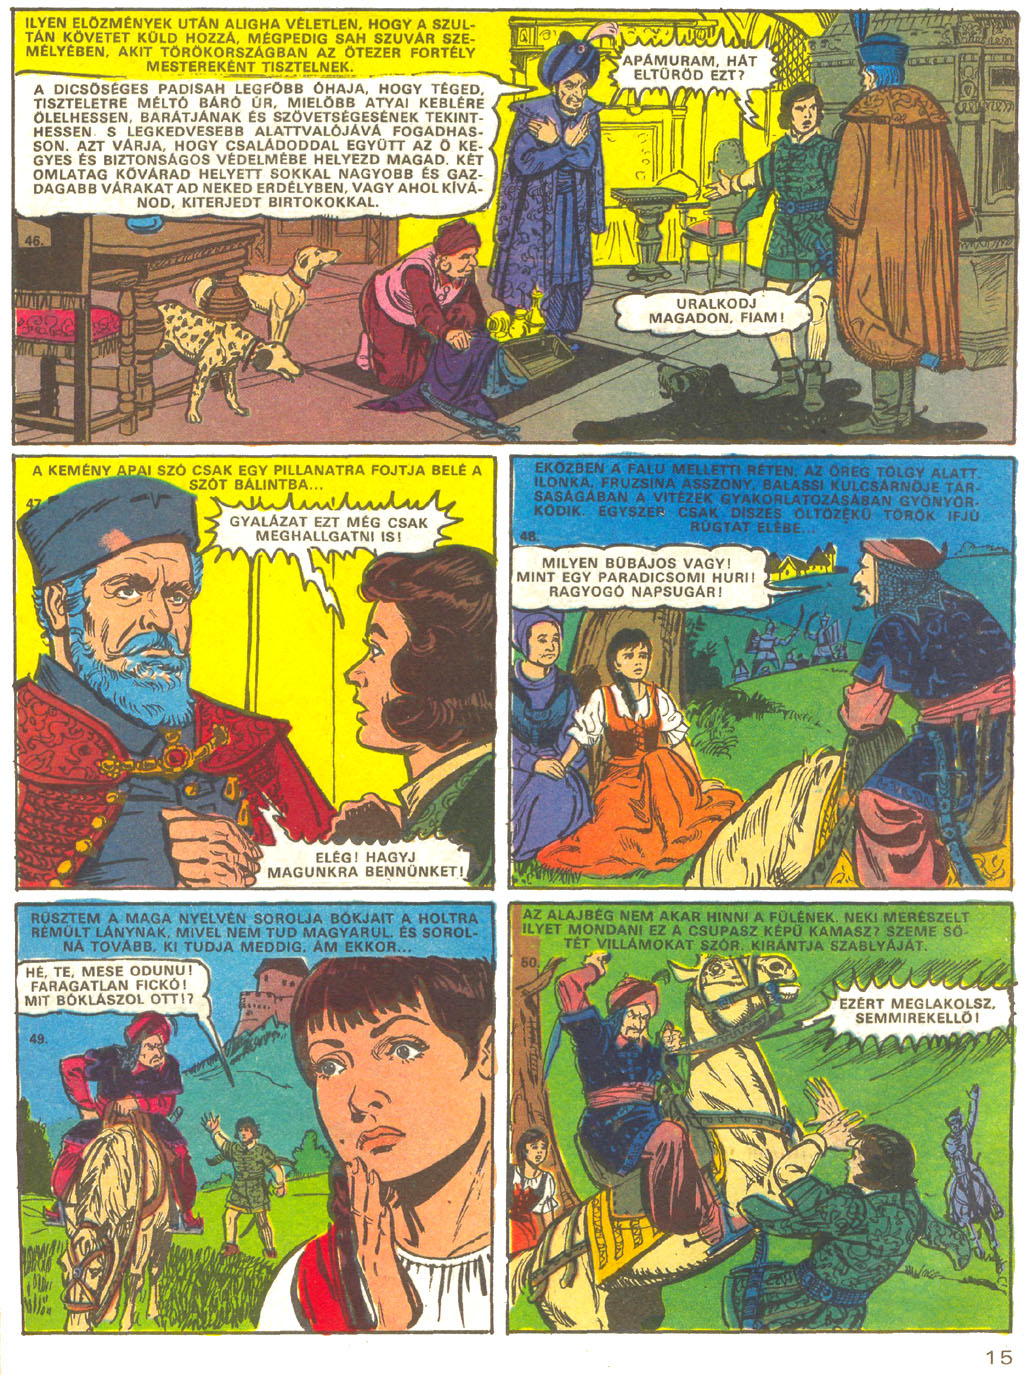 ILYEN ELŐZMÉNYEK UTÁN ALIGHA VÉLETLEN, HOGY A SZUL-
TÁN KÖVETET KÜLD HOZZÁ, MÉGPEDIG SAH SZUVÁR SZE-
MÉLYÉBEN, AKIT TÖRÖKORSZÁGBAN AZ ÖTEZER FORTÉLY
MESTEREKÉNT TISZTELNEK.
A DICSŐSÉGES PADISAH LEGFŐBB ÓHAJA, HOGY TÉGED,
TISZTELETRE MÉLTÓ BÁRÓ ÚR, MIELŐBB ATYAI KEBLÉRE
ÖLELHESSEN, BARÁTJÁNAK ÉS SZÖVETSÉGESÉNEK TEKINT-
HESSEN. S LEGKEDVESEBB ALATTVALÓJÁVÁ FOGADHAS-
SON. AZT VÁRJA, HOGY CSALÁDODDAL EGYÜTT AZ Ő KE-
GYES ÉS BIZTONSÁGOS VÉDELMÉBE HELYEZD MAGAD. KÉT
OMLATAG KŐVÁRAD HELYETT SOKKAL NAGYOBB ÉS GAZ-
DAGABB VÁRAKAT AD NEKED ERDÉLYBEN, VAGY AHOL KÍVÁ-
NOD, KITERJEDT BIRTOKOKKAL.
APÁMURAM, HÁT
ELTŰRÖD EZT?
46.
URALKODJ
MAGADON, FIAM!
A KEMÉNY APAI SZÓ CSAK EGY PILLANATRA FOJTJA BELÉ A
SZÓT BÁLINTBA...
47.
GYALÁZAT EZT MÉG CSAK
MEGHALLGATNI IS!
ELÉG! HAGYJ
MAGUNKRA BENNÜNKET!
EKÖZBEN A FALU MELLETTI RÉTEN, AZ ÖREG TÖLGY ALATT,
ILONKA, FRUZSINA ASSZONY, BALASSI KULCSÁRNŐJE TÁR-
SASÁGÁBAN A VITÉZEK GYAKORLATOZÁSÁBAN GYÖNYÖR-
KÖDIK. EGYSZER CSAK DÍSZES ÖLTÖZÉKŰ TÖRÖK IFJÚ
RÚGTAT ELÉBE...
48.
MILYEN BŰBÁJOS VAGY!
MINT EGY PARADICSOMI HURI!
RAGYOGÓ NAPSUGÁR!
RÜSZTEM A MAGA NYELVÉN SOROLJA BÓKJAIT A HOLTRA
RÉMÜLT LÁNYNAK, MIVEL NEM TUD MAGYARUL. ÉS SOROL-
NÁ TOVÁBB, KI TUDJA MEDDIG, ÁM EKKOR...
HÉ, TE, MESE ODUNU!
FARAGATLAN FICKÓ!
MIT BÓKLÁSZOL OTT!?
49.
AZ ALAJBÉG NEM AKAR HINNI A FÜLÉNEK. NEKI MERÉSZELT
ILYET MONDANI EZ A CSUPASZ KÉPŰ KAMASZ? SZEME SÖ-
TÉT VILLÁMOKAT SZÓR. KIRÁNTJA SZABLYÁJÁT.
50.
EZÉRT MEGLAKOLSZ,
SEMMIREKELLŐ!
15